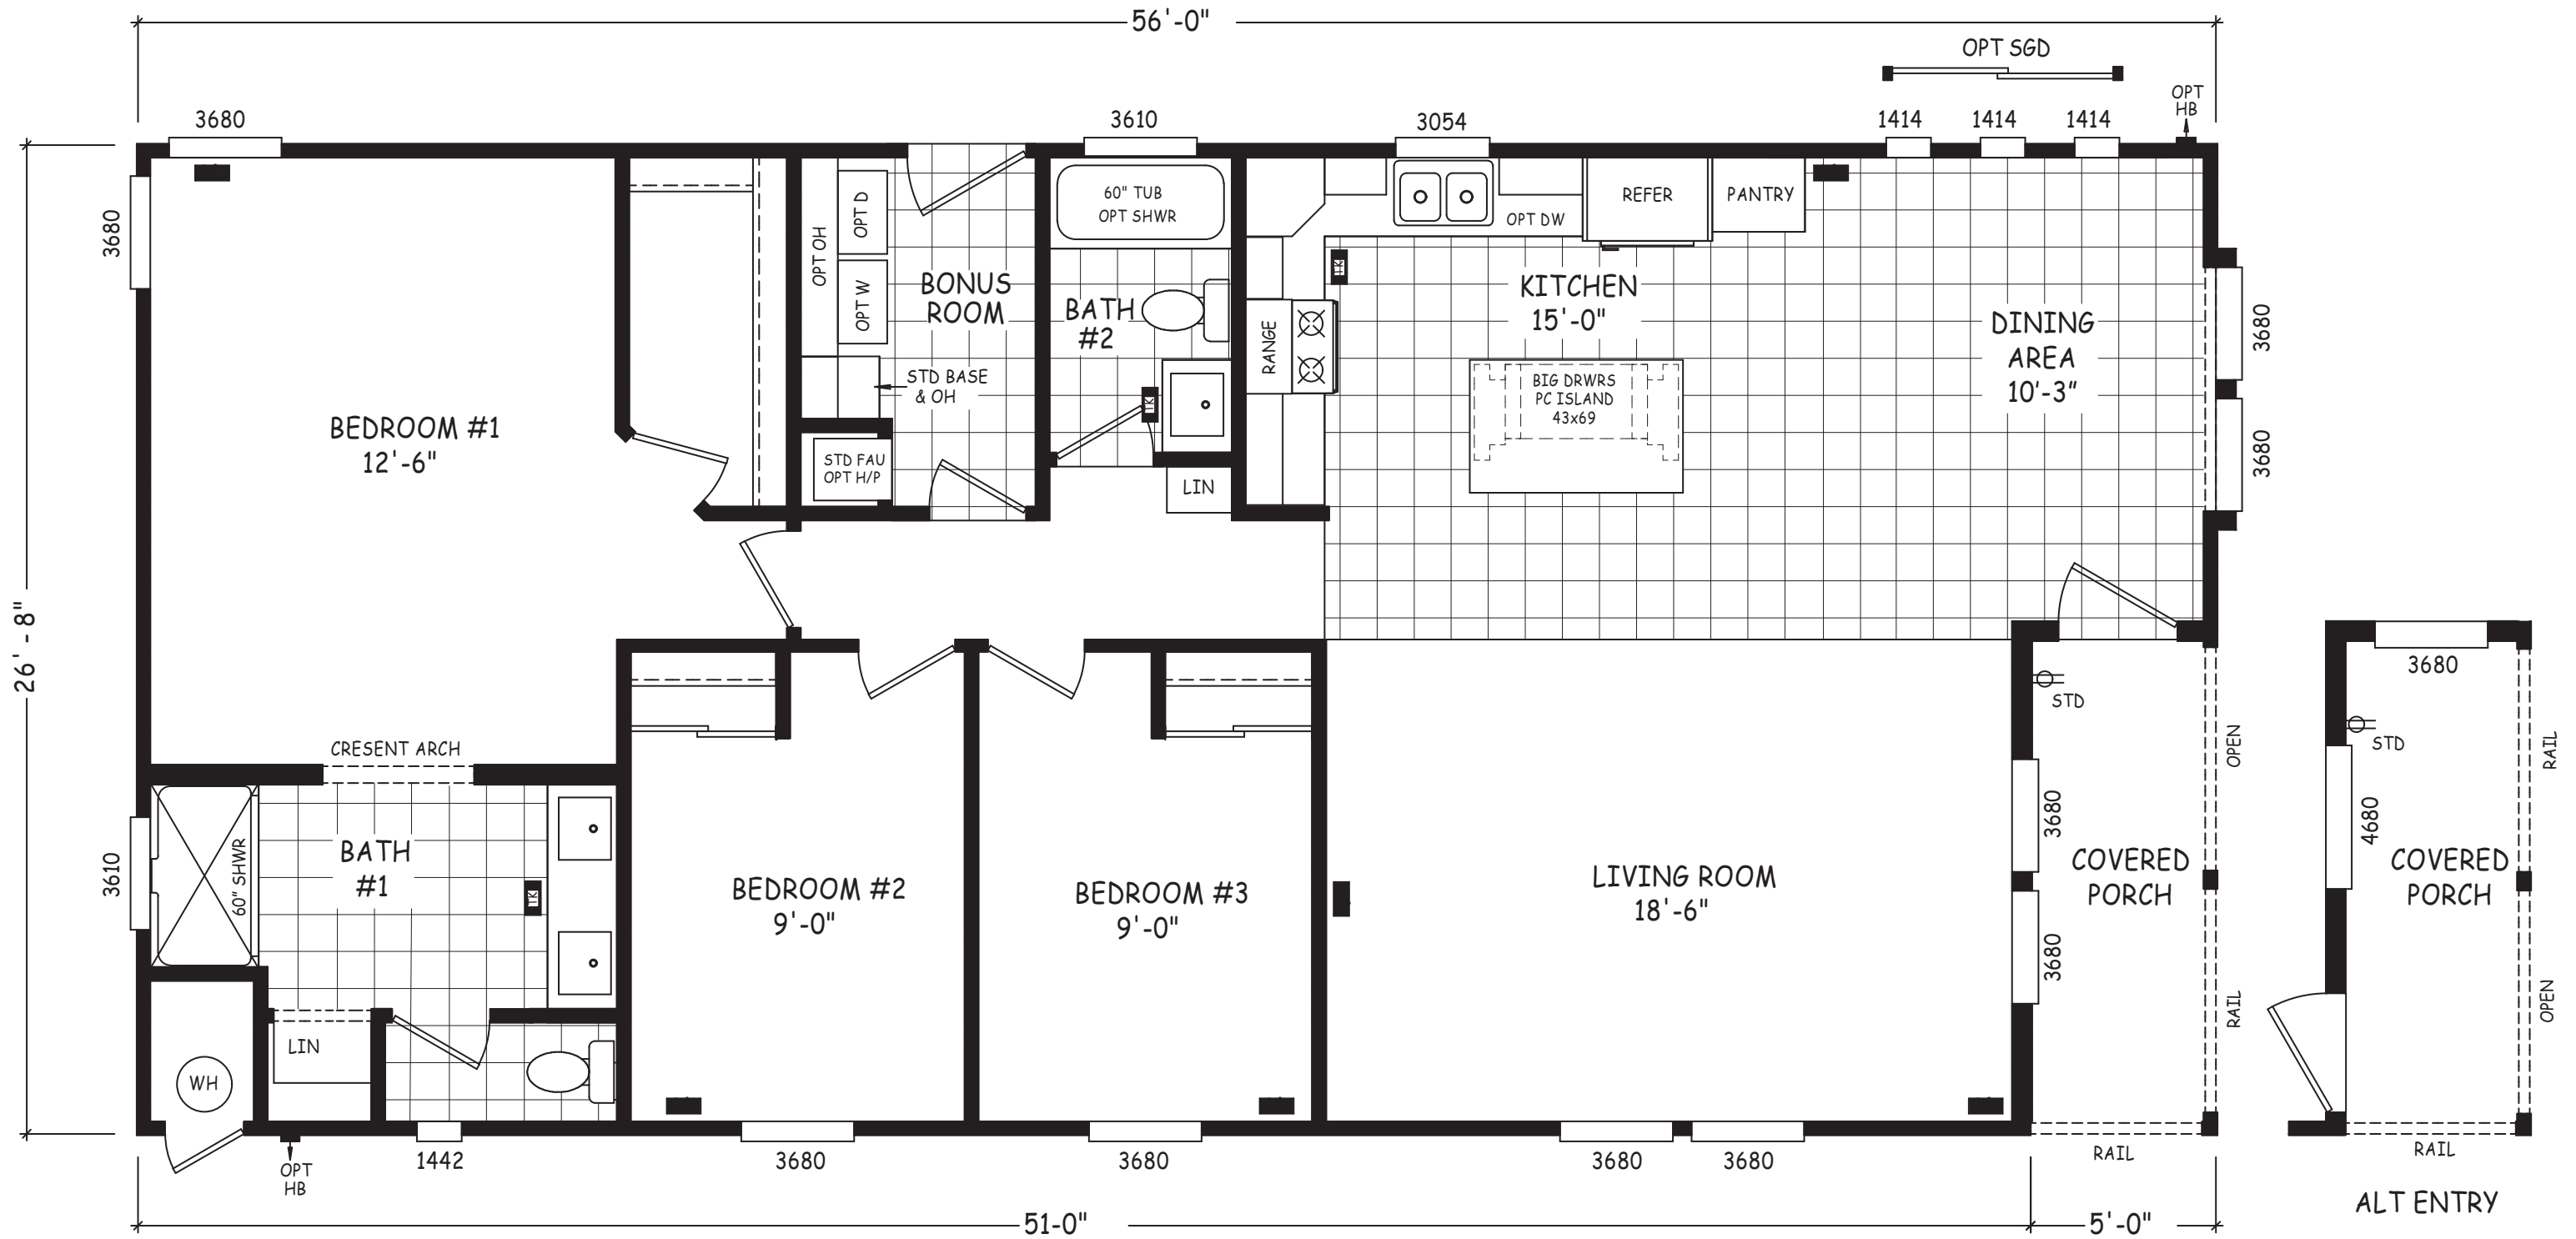 56'-0"
OPT SGD
3680
3610
3054
1414
1414
1414
OPT
HB
3680
60" TUB
OPT SHWR
OPT D
OPT OH
OPT W
REFER
PANTRY
OPT DW
BONUS
ROOM
BATH
#2
TK
KITCHEN
15'-0"
RANGE
DINING
AREA
10'-3"
3680
3680
STD BASE
& OH
BIG DRWRS
PC ISLAND
43x69
TK
BEDROOM #1
12'-6"
STD FAU
OPT H/P
LIN
26' - 8"
3680
STD
STD
OPEN
RAIL
CRESENT ARCH
3680
4680
3610
60" SHWR
BATH
#1
TK
BEDROOM #2
9'-0"
BEDROOM #3
9'-0"
LIVING ROOM
18'-6"
COVERED
PORCH
COVERED
PORCH
3680
RAIL
OPEN
LIN
WH
OPT
HB
1442
3680
3680
3680
3680
RAIL
RAIL
ALT ENTRY
51-0"
5'-0"